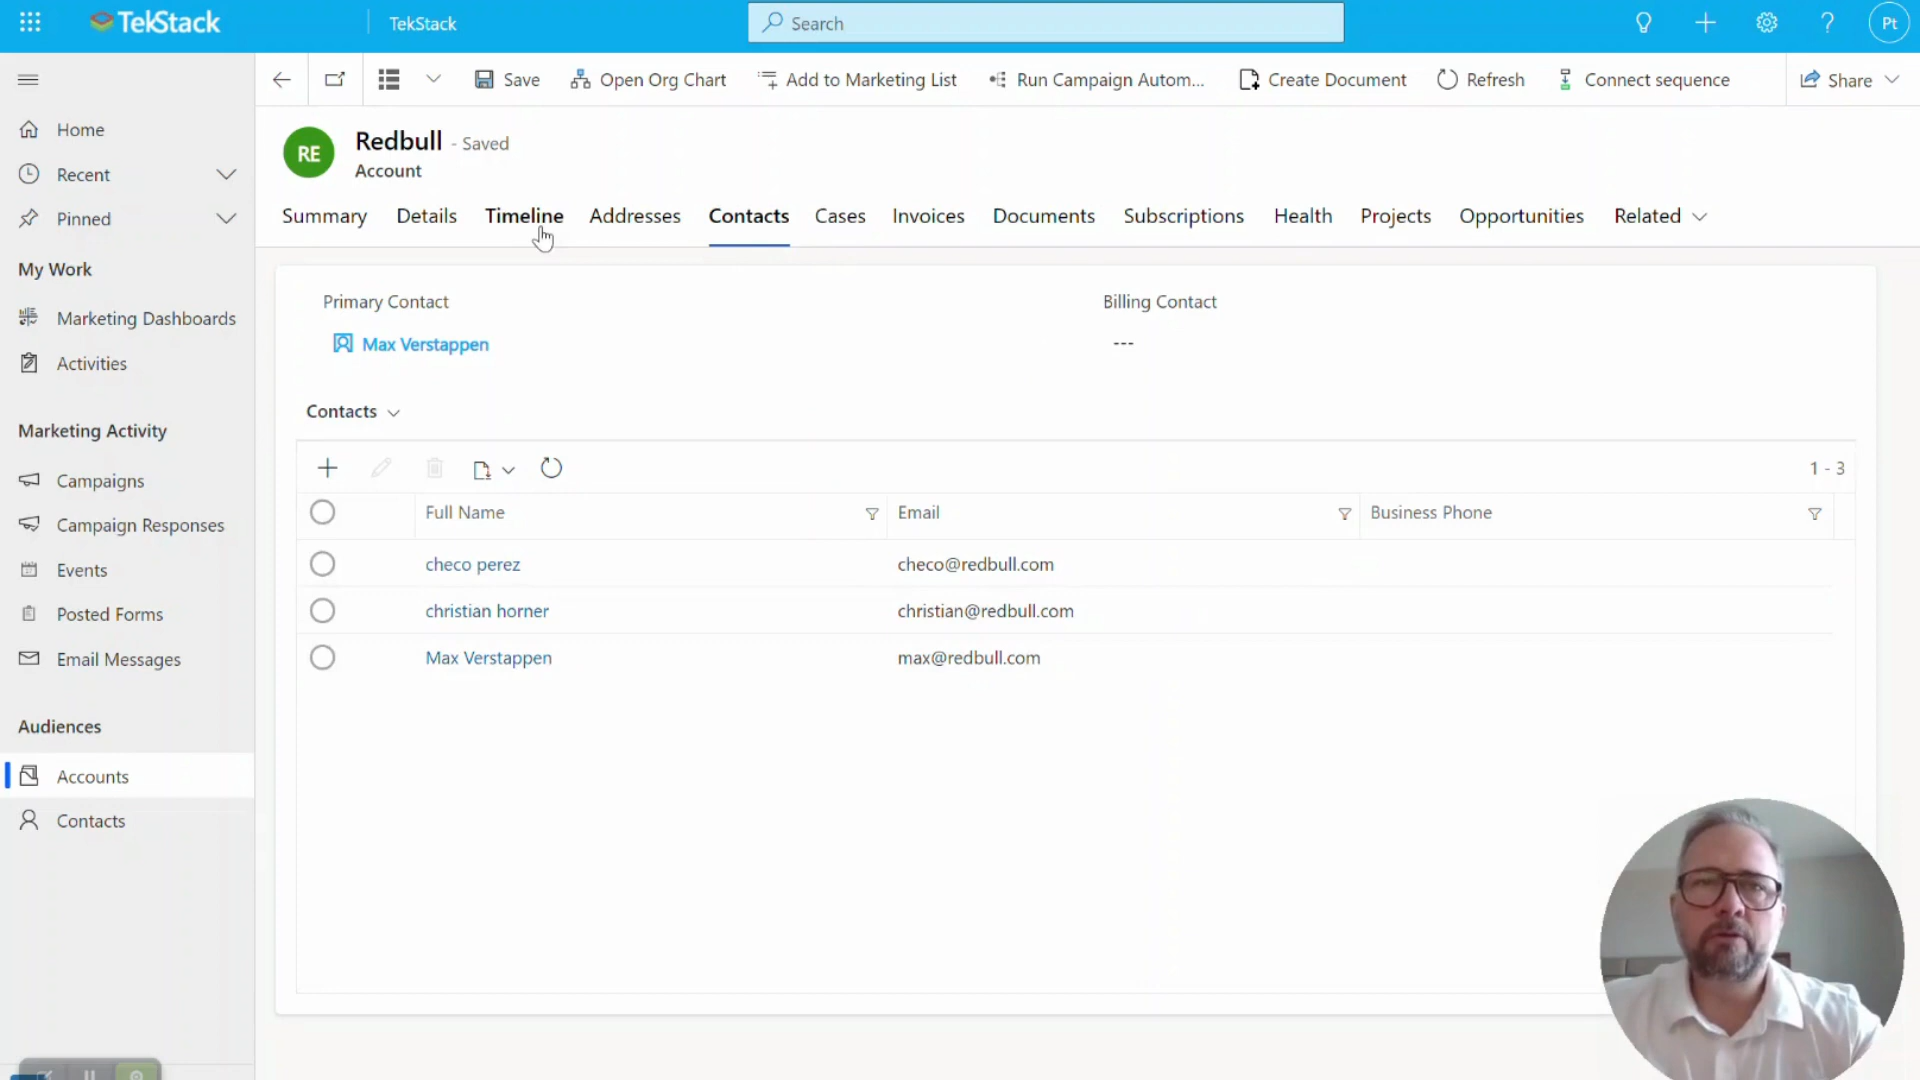 TekStack
TekStack
Search
Pt
Save
Open Org Chart
Add to Marketing List
Run Campaign Autom...
Create Document
Refresh
Connect sequence
Share
Home
Recent
Pinned
My Work
Marketing Dashboards
Activities
Marketing Activity
Campaigns
Campaign Responses
Events
Posted Forms
Email Messages
Audiences
Accounts
Contacts
RE
Redbull - Saved
Account
Summary Details Timeline Addresses Contacts Cases Invoices Documents Subscriptions Health Projects Opportunities Related
Primary Contact
Max Verstappen
Billing Contact
---
Contacts
1 - 3
Full Name Email Business Phone
checo perez checo@redbull.com
christian horner christian@redbull.com
Max Verstappen max@redbull.com